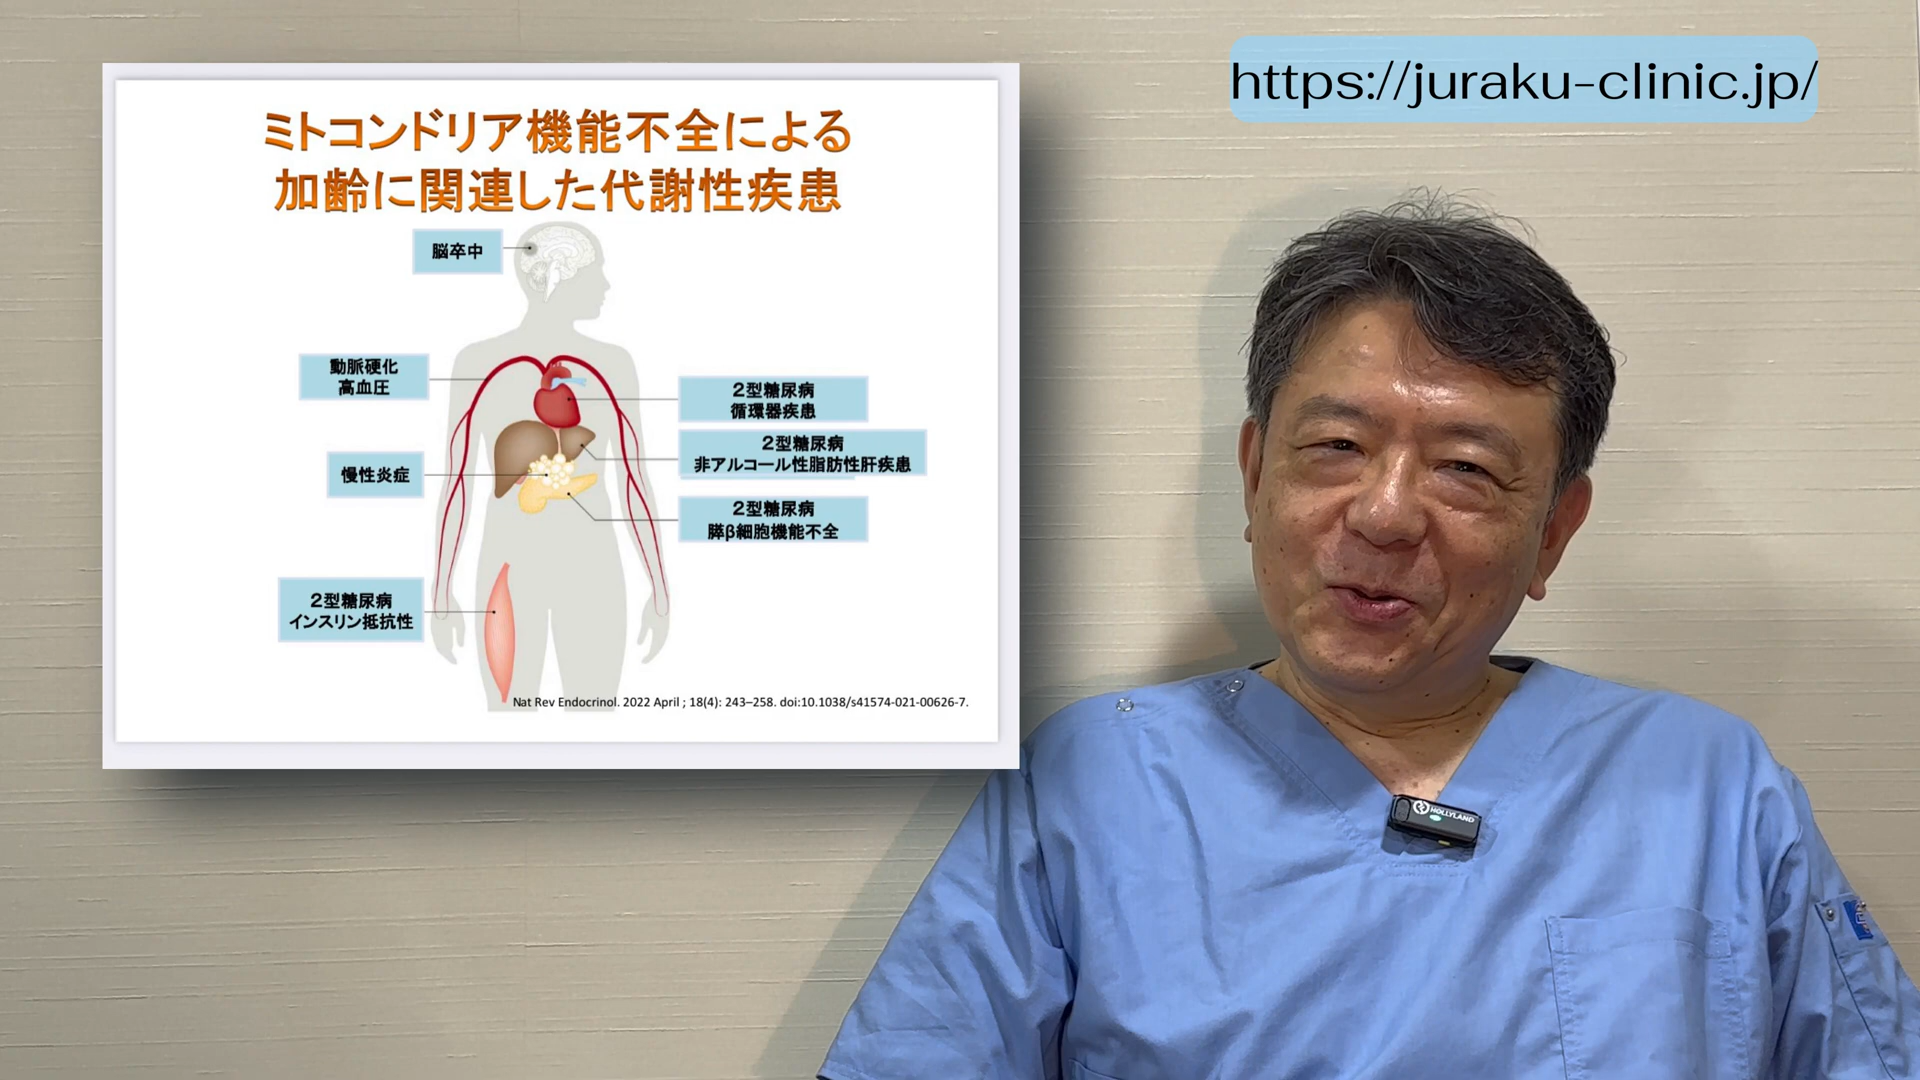 https://juraku-clinic.jp/
ミトコンドリア機能不全による
加齢に関連した代謝性疾患
脳卒中
動脈硬化
高血圧
2型糖尿病
循環器疾患
2型糖尿病
非アルコール性脂肪性肝疾患
慢性炎症
2型糖尿病
膵β細胞機能不全
2型糖尿病
インスリン抵抗性
Nat Rev Endocrinol. 2022 April ; 18(4): 243–258. doi:10.1038/s41574-021-00626-7.
HOLLYLAND